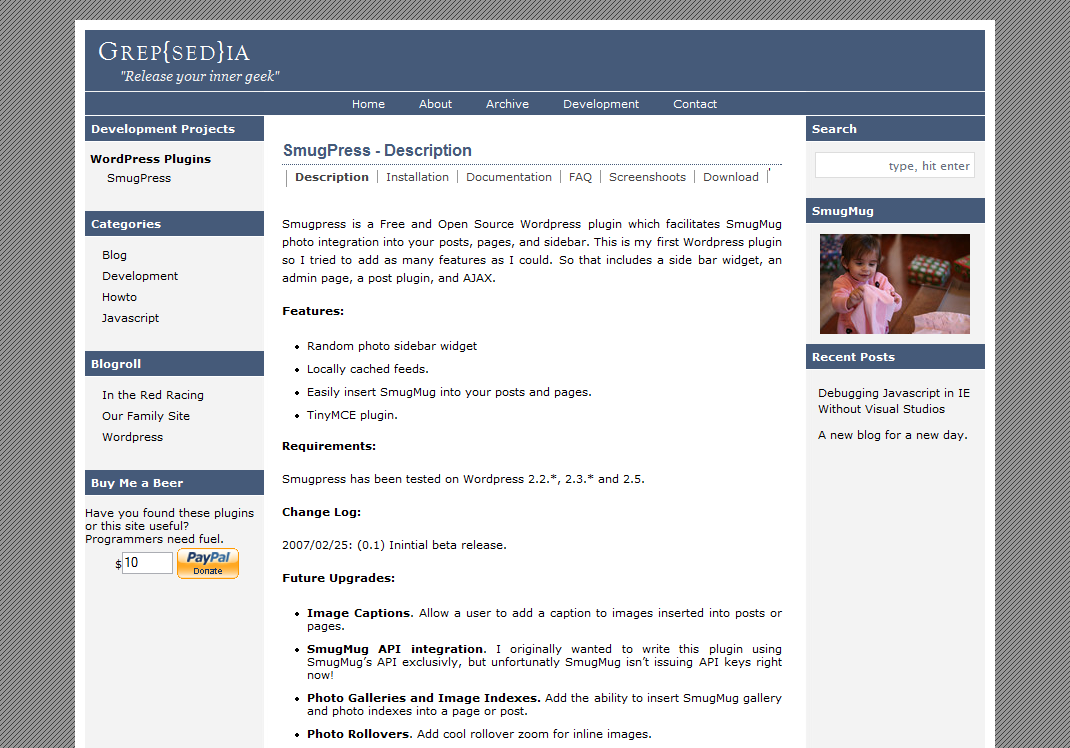 Grep{sed}ia
"Release your inner geek"
Home About Archive Development Contact
Development Projects
WordPress Plugins
SmugPress
Categories
Blog
Development
Howto
Javascript
Blogroll
In the Red Racing
Our Family Site
Wordpress
Buy Me a Beer
Have you found these plugins
or this site useful?
Programmers need fuel.
$ 10 PayPal
Donate
SmugPress - Description
| Description | Installation | Documentation | FAQ | Screenshoots | Download |
Smugpress is a Free and Open Source Wordpress plugin which facilitates SmugMug
photo integration into your posts, pages, and sidebar. This is my first Wordpress plugin
so I tried to add as many features as I could. So that includes a side bar widget, an
admin page, a post plugin, and AJAX.
Features:
• Random photo sidebar widget
• Locally cached feeds.
• Easily insert SmugMug into your posts and pages.
• TinyMCE plugin.
Requirements:
Smugpress has been tested on Wordpress 2.2.*, 2.3.* and 2.5.
Change Log:
2007/02/25: (0.1) Inintial beta release.
Future Upgrades:
• Image Captions. Allow a user to add a caption to images inserted into posts or
pages.
• SmugMug API integration. I originally wanted to write this plugin using
SmugMug’s API exclusivly, but unfortunatly SmugMug isn’t issuing API keys right
now!
• Photo Galleries and Image Indexes. Add the ability to insert SmugMug gallery
and photo indexes into a page or post.
• Photo Rollovers. Add cool rollover zoom for inline images.
Search
type, hit enter
SmugMug
Recent Posts
Debugging Javascript in IE
Without Visual Studios
A new blog for a new day.